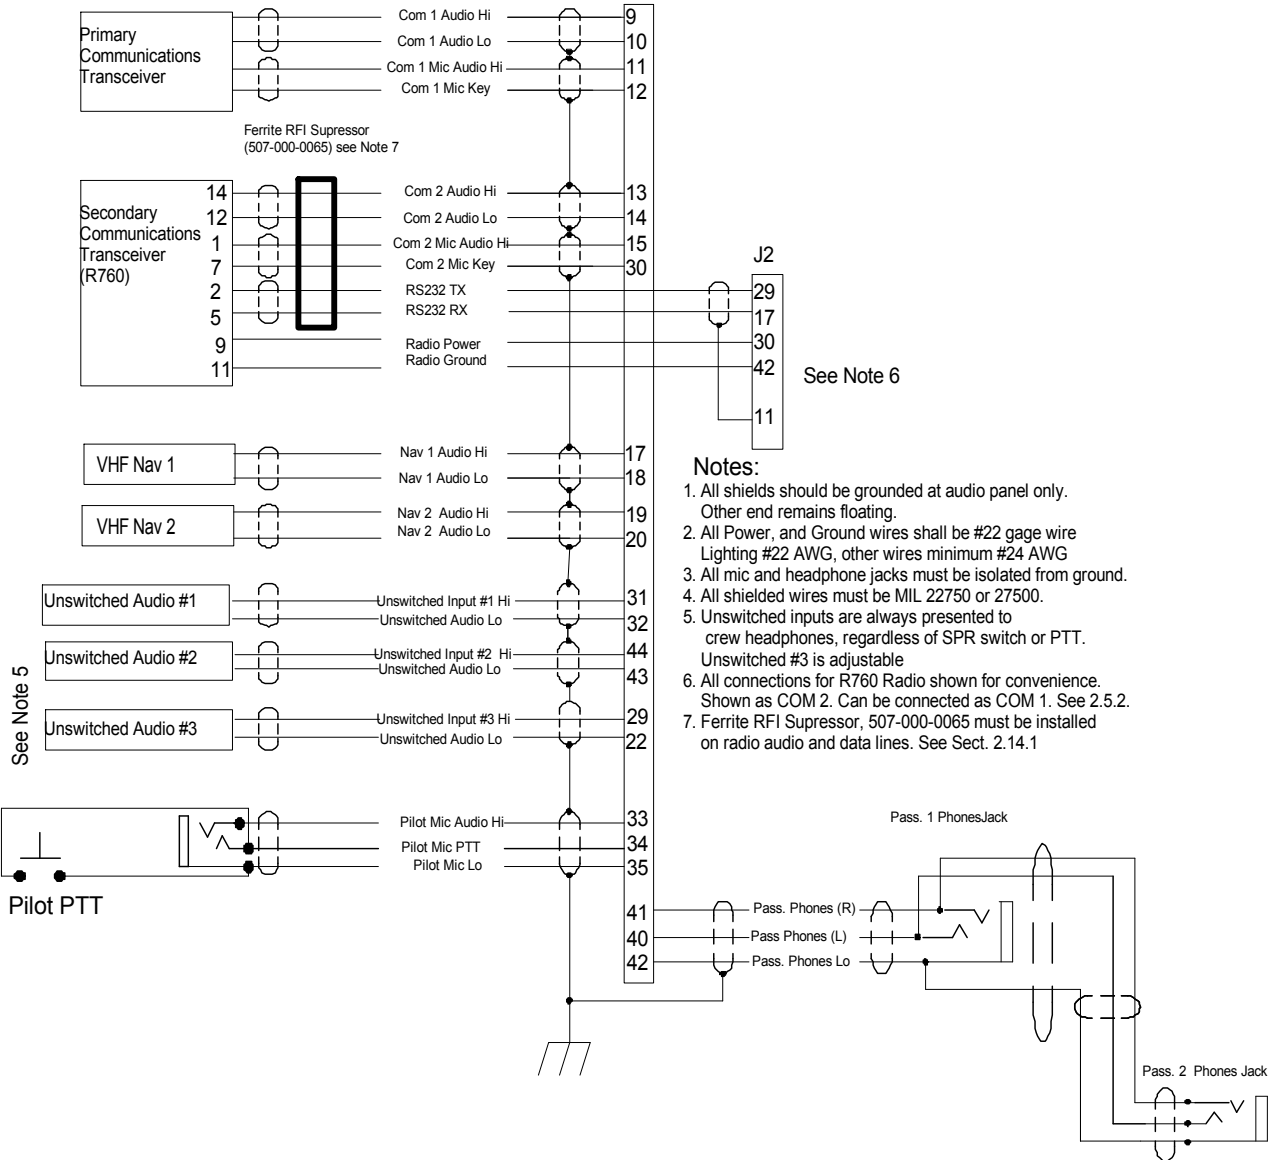 Com 1 Audio Hi
9
Primary
Communications
Transceiver
Com 1 Audio Lo
10
Com 1 Mic Audio Hi
11
Com 1 Mic Key
12
Ferrite RFI Supressor
(507-000-0065) see Note 7
Secondary
Communications
Transceiver
(R760)
14
Com 2 Audio Hi
13
12
Com 2 Audio Lo
14
1
Com 2 Mic Audio Hi
15
7
Com 2 Mic Key
30
J2
2
RS232 TX
29
5
RS232 RX
17
9
Radio Power
30
11
Radio Ground
42
See Note 6
11
VHF Nav 1
Nav 1 Audio Hi
17
Nav 1 Audio Lo
18
VHF Nav 2
Nav 2 Audio Hi
19
Nav 2 Audio Lo
20
Notes:
1. All shields should be grounded at audio panel only.
Other end remains floating.
2. All Power, and Ground wires shall be #22 gage wire
Lighting #22 AWG, other wires minimum #24 AWG
3. All mic and headphone jacks must be isolated from ground.
4. All shielded wires must be MIL 22750 or 27500.
5. Unswitched inputs are always presented to
crew headphones, regardless of SPR switch or PTT.
Unswitched #3 is adjustable
6. All connections for R760 Radio shown for convenience.
Shown as COM 2. Can be connected as COM 1. See 2.5.2.
7. Ferrite RFI Supressor, 507-000-0065 must be installed
on radio audio and data lines. See Sect. 2.14.1
Unswitched Audio #1
Unswitched Input #1 Hi
31
Unswitched Audio Lo
32
Unswitched Audio #2
Unswitched Input #2 Hi
44
Unswitched Audio Lo
43
See Note 5
Unswitched Audio #3
Unswitched Input #3 Hi
29
Unswitched Audio Lo
22
Pilot Mic Audio Hi
33
Pilot Mic PTT
34
Pilot Mic Lo
35
Pilot PTT
Pass. 1 PhonesJack
41
Pass. Phones (R)
40
Pass Phones (L)
42
Pass. Phones Lo
Pass. 2 Phones Jack